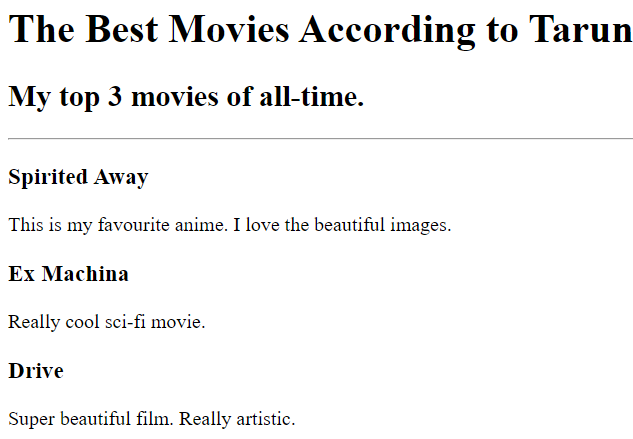 The Best Movies According to Tarun
My top 3 movies of all-time.
Spirited Away
This is my favourite anime. I love the beautiful images.
Ex Machina
Really cool sci-fi movie.
Drive
Super beautiful film. Really artistic.